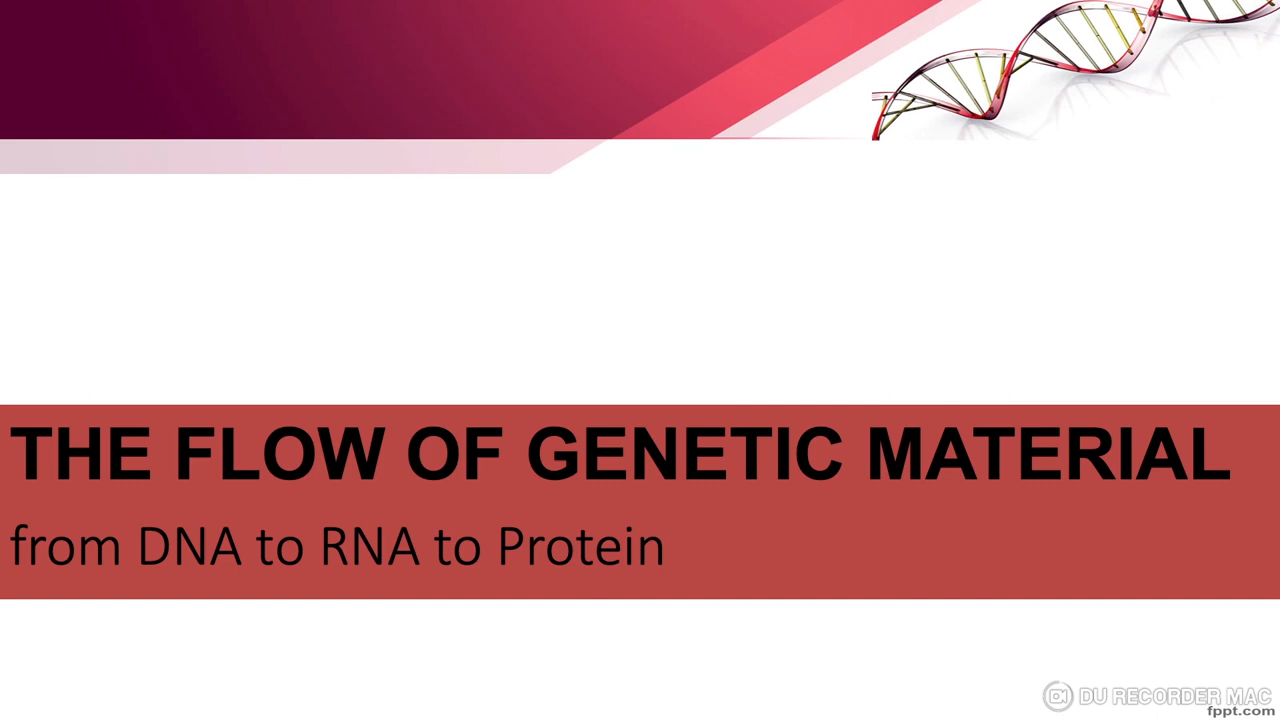 THE FLOW OF GENETIC MATERIAL
from DNA to RNA to Protein
DU RECORDER MAC
fppt.com